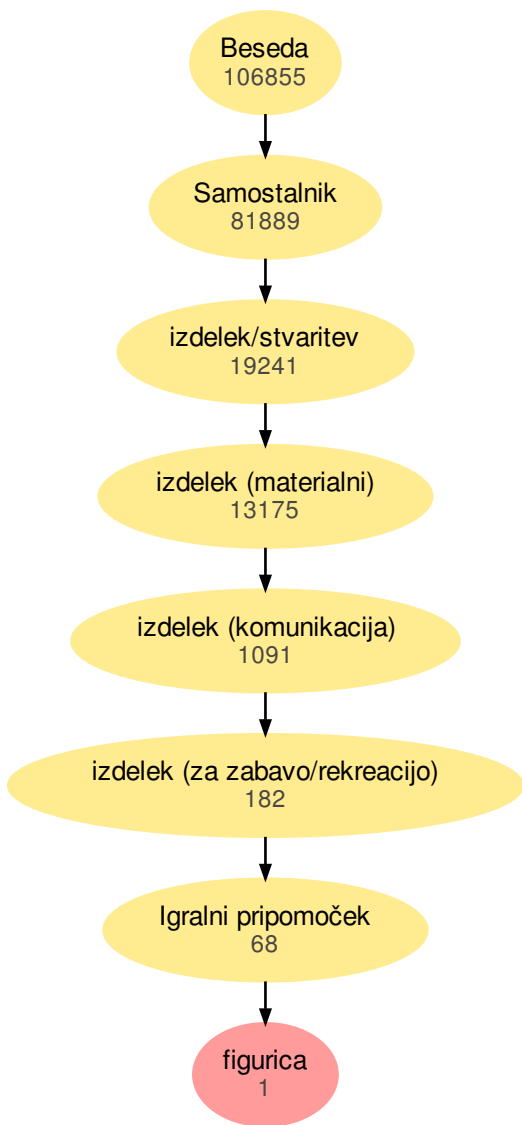 Beseda
106855
Samostalnik
81889
izdelek/stvaritev
19241
izdelek (materialni)
13175
izdelek (komunikacija)
1091
izdelek (za zabavo/rekreacijo)
182
Igralni pripomoček
68
figurica
1